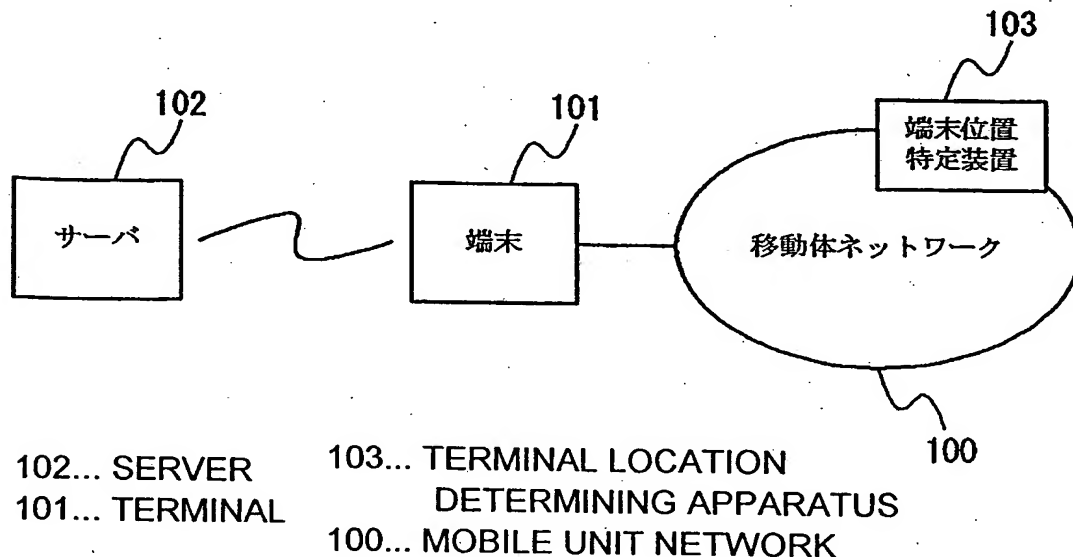 103
102
101
端末位置
特定装置
サーバ
端末
移動体ネットワーク
100
102... SERVER
101... TERMINAL
103... TERMINAL LOCATION
DETERMINING APPARATUS
100... MOBILE UNIT NETWORK